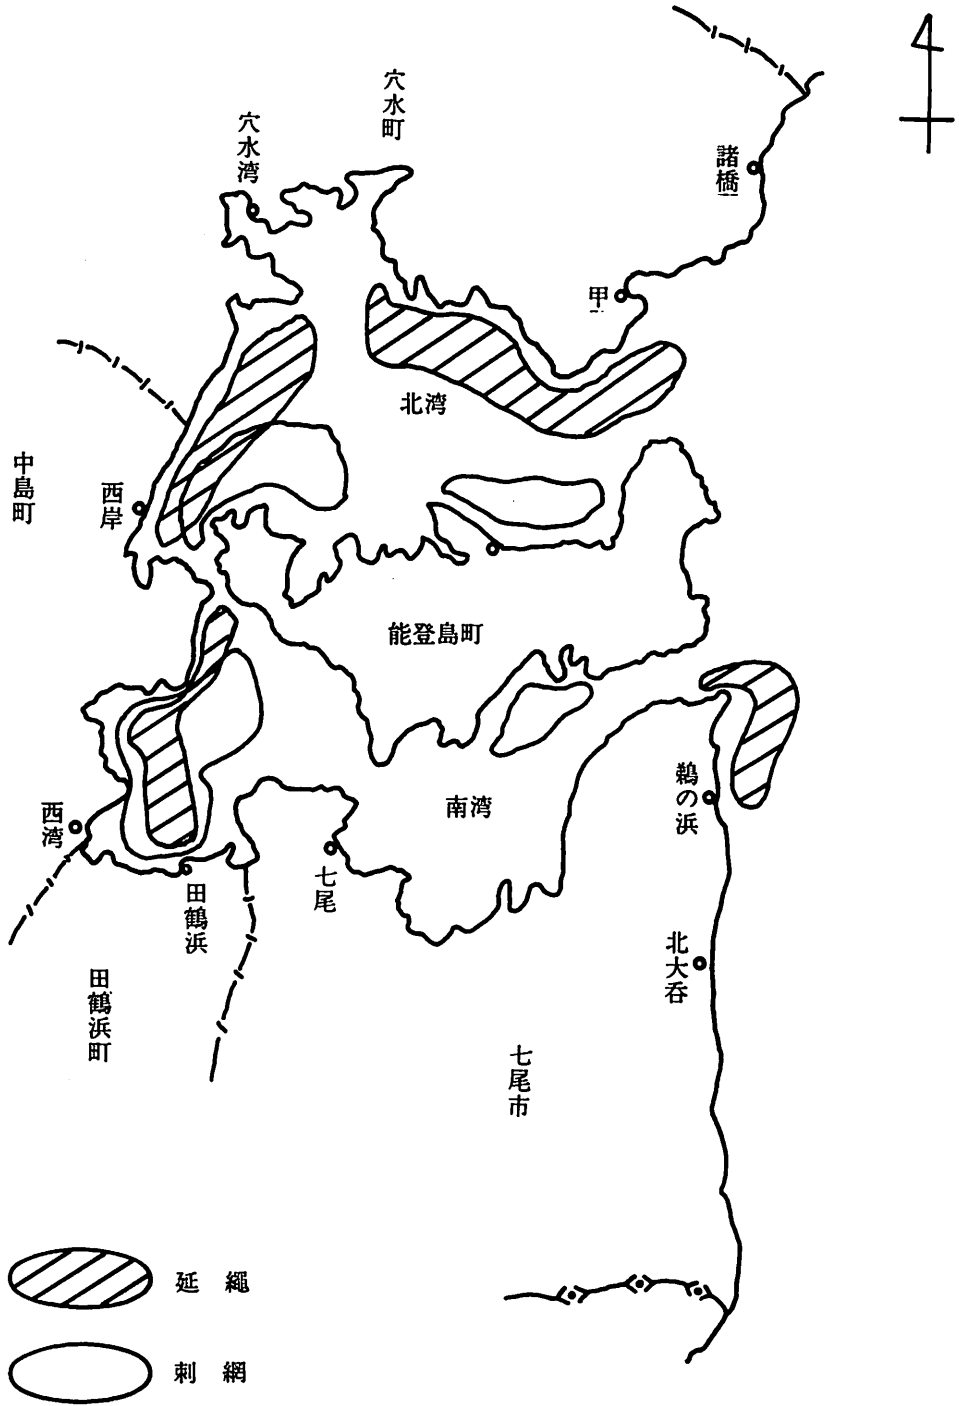 穴水町
穴水湾
諸橋
甲
北湾
中島町
西岸
能登島町
鵜の浜
西湾
南湾
七尾
田鶴浜
北大呑
田鶴浜町
七尾市
延縄
刺網